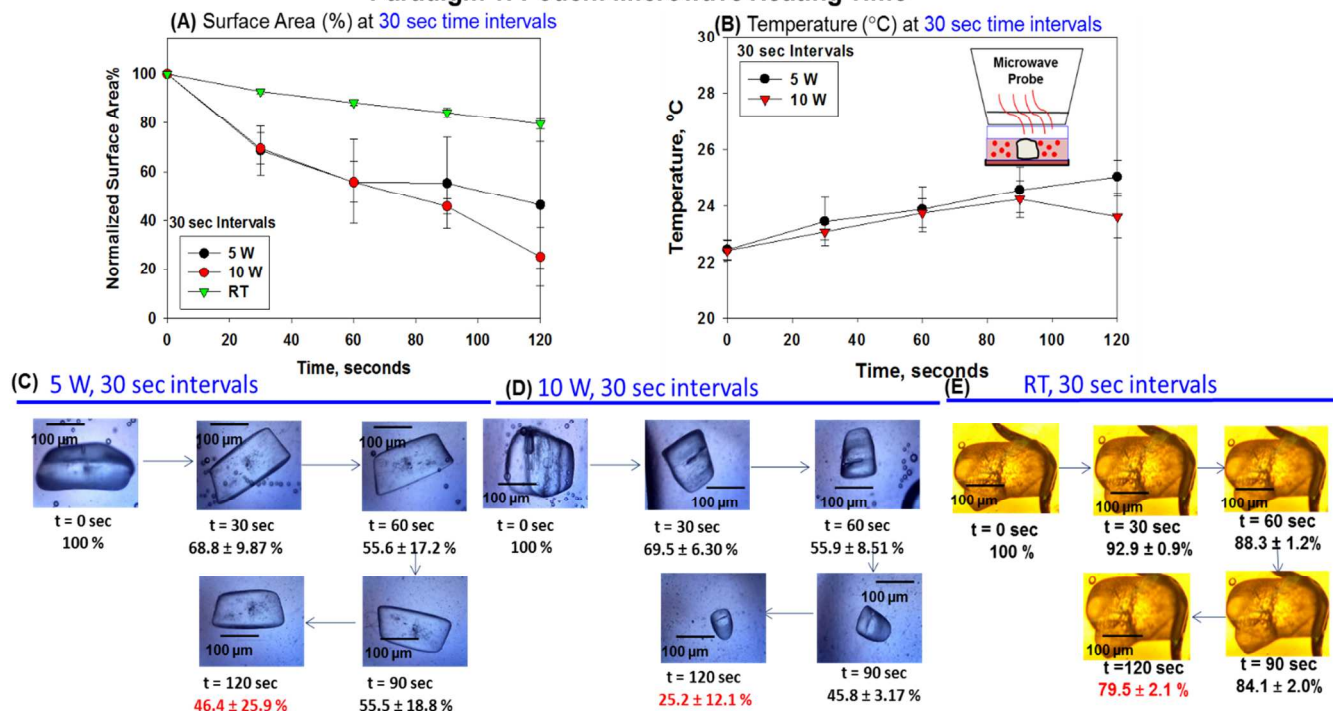 (A) Surface Area (%) at 30 sec time intervals
Normalized Surface Area%
100
80
60
40
20
0
30 sec Intervals
5 W
10 W
RT
0 20 40 60 80 100 120
Time, seconds
(B) Temperature (°C) at 30 sec time intervals
Temperature, °C
30
28
26
24
22
20
30 sec Intervals
5 W
10 W
Microwave
Probe
0 20 40 60 80 100 120
Time, seconds
(C) 5 W, 30 sec intervals
100 µm
t = 0 sec
100 %
100 µm
t = 30 sec
68.8 ± 9.87 %
100 µm
t = 60 sec
55.6 ± 17.2 %
100 µm
t = 120 sec
46.4 ± 25.9 %
100 µm
t = 90 sec
55.5 ± 18.8 %
(D) 10 W, 30 sec intervals
100 µm
t = 0 sec
100 %
100 µm
t = 30 sec
69.5 ± 6.30 %
100 µm
t = 60 sec
55.9 ± 8.51 %
100 µm
t = 120 sec
25.2 ± 12.1 %
100 µm
t = 90 sec
45.8 ± 3.17 %
(E) RT, 30 sec intervals
100 µm
t = 0 sec
100 %
100 µm
t = 30 sec
92.9 ± 0.9%
100 µm
t = 60 sec
88.3 ± 1.2%
100 µm
t =120 sec
79.5 ± 2.1 %
100 µm
t = 90 sec
84.1 ± 2.0%